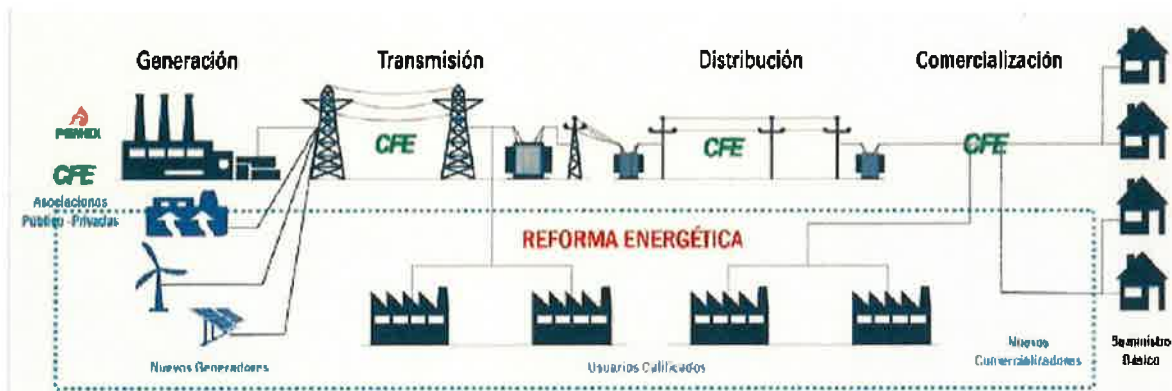 Generación
Transmisión
Distribución
Comercialización
PEMEX
CFE
CFE
CFE
CFE
Asociaciones
Público - Privadas
REFORMA ENERGÉTICA
Nuevos Generadores
Usuarios Calificados
Nuevos
Comercializadores
Suministro
Básico